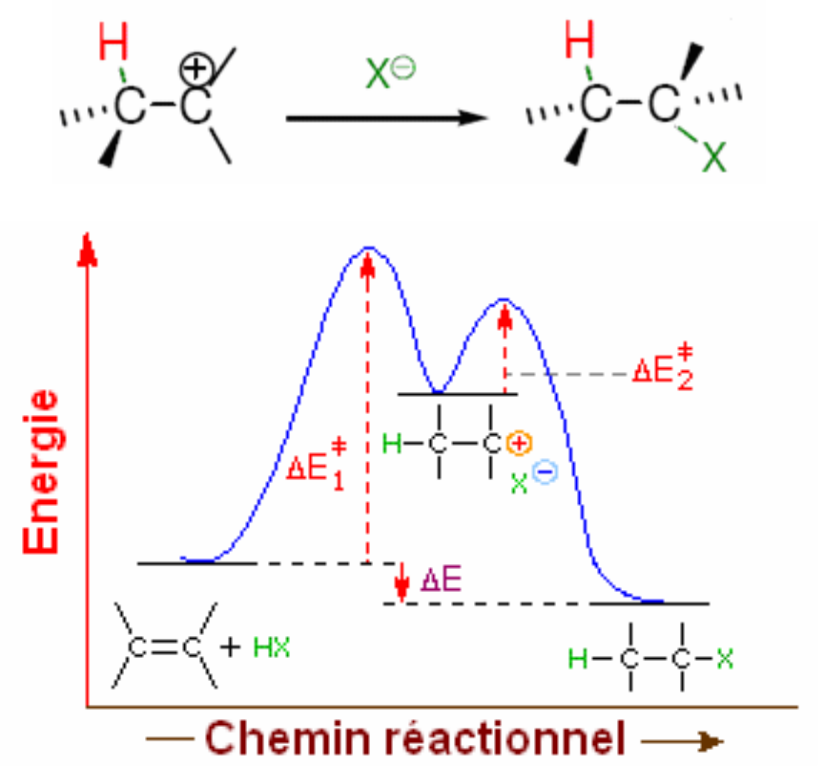 H
C–C ⊕
X⊖
H
C–C
X
Energie
ΔE₁‡
ΔE₂‡
H–C–C⊕
X⊖
ΔE
C=C + HX
H–C–C–X
Chemin réactionnel